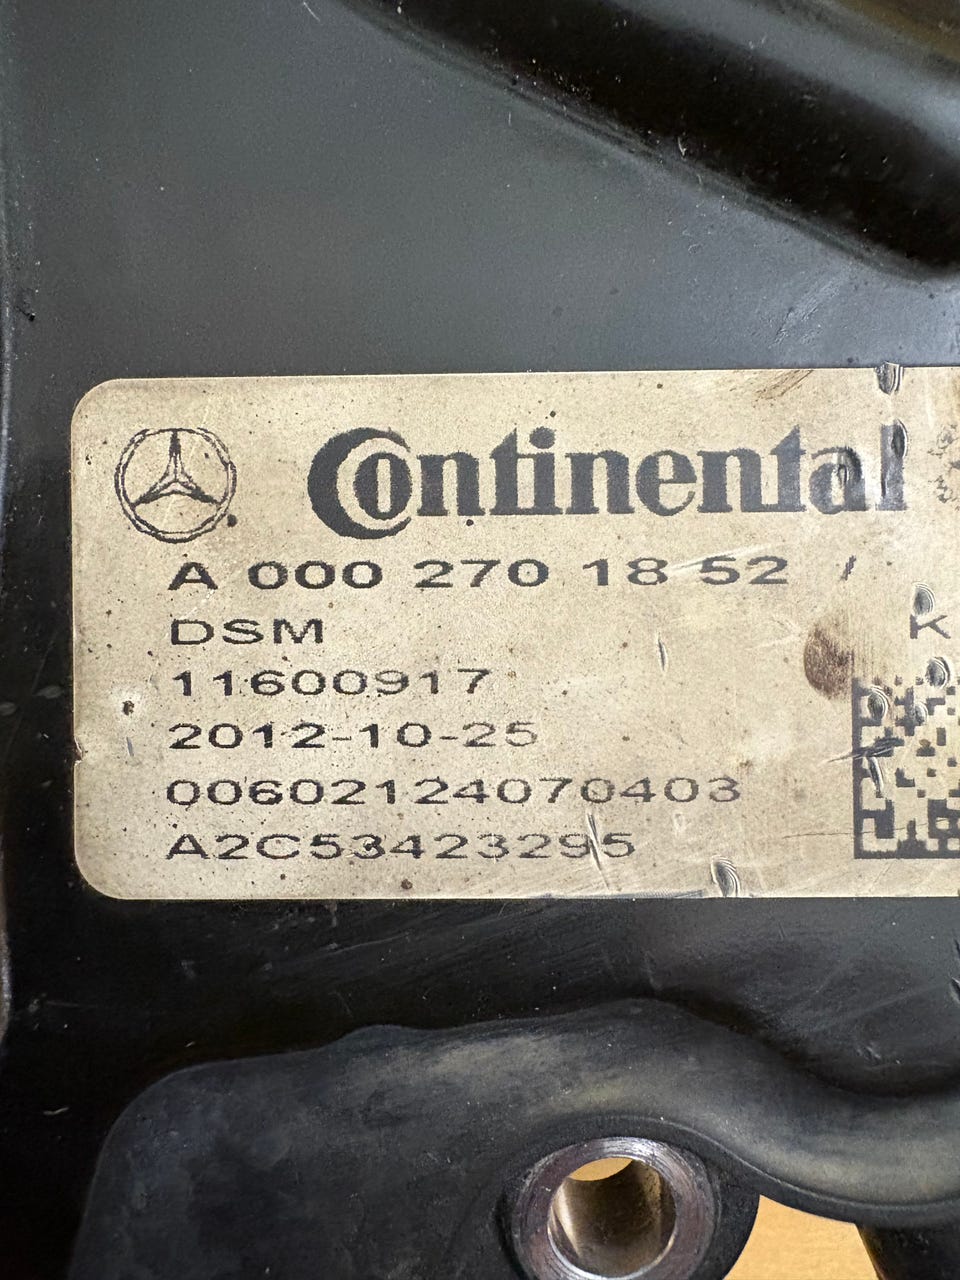 Continental
A 000 270 18 52 /
DSM
K
11600917
2012-10-25
00602124070403
A2C53423295